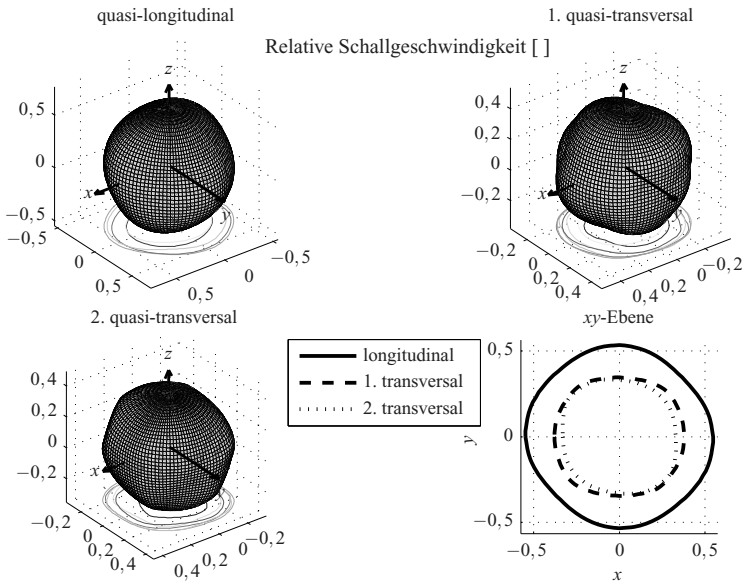 quasi-longitudinal
1. quasi-transversal
Relative Schallgeschwindigkeit [ ]
z
0,5
0
−0,5
x
y
−0,5
0
0,5
0,5
0
−0,5
z
0,4
0,2
0
−0,2
x
y
−0,2
0
0,2
0,4
0,4
0,2
0
−0,2
2. quasi-transversal
z
0,4
0,2
0
−0,2
x
−0,2
0
0,2
0,4
0,4
0,2
0
−0,2
longitudinal
1. transversal
2. transversal
xy-Ebene
0,5
0
−0,5
y
−0,5
0
0,5
x